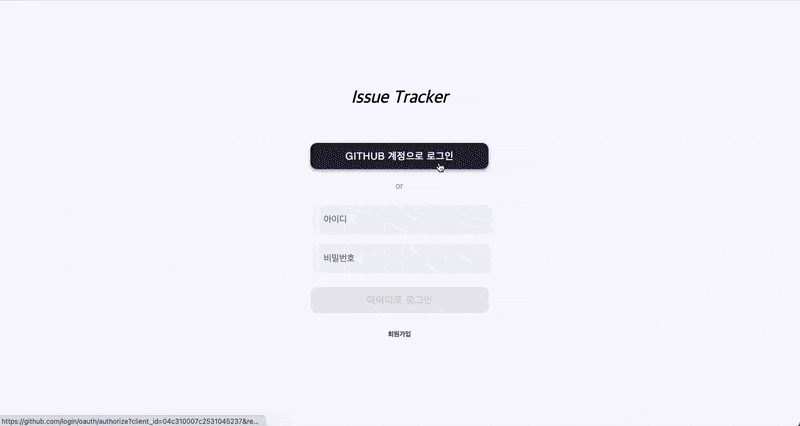 Issue Tracker
GITHUB 계정으로 로그인
or
아이디
비밀번호
아이디로 로그인
회원가입
https://github.com/login/oauth/authorize?client_id=04c310007c2531045237&re...